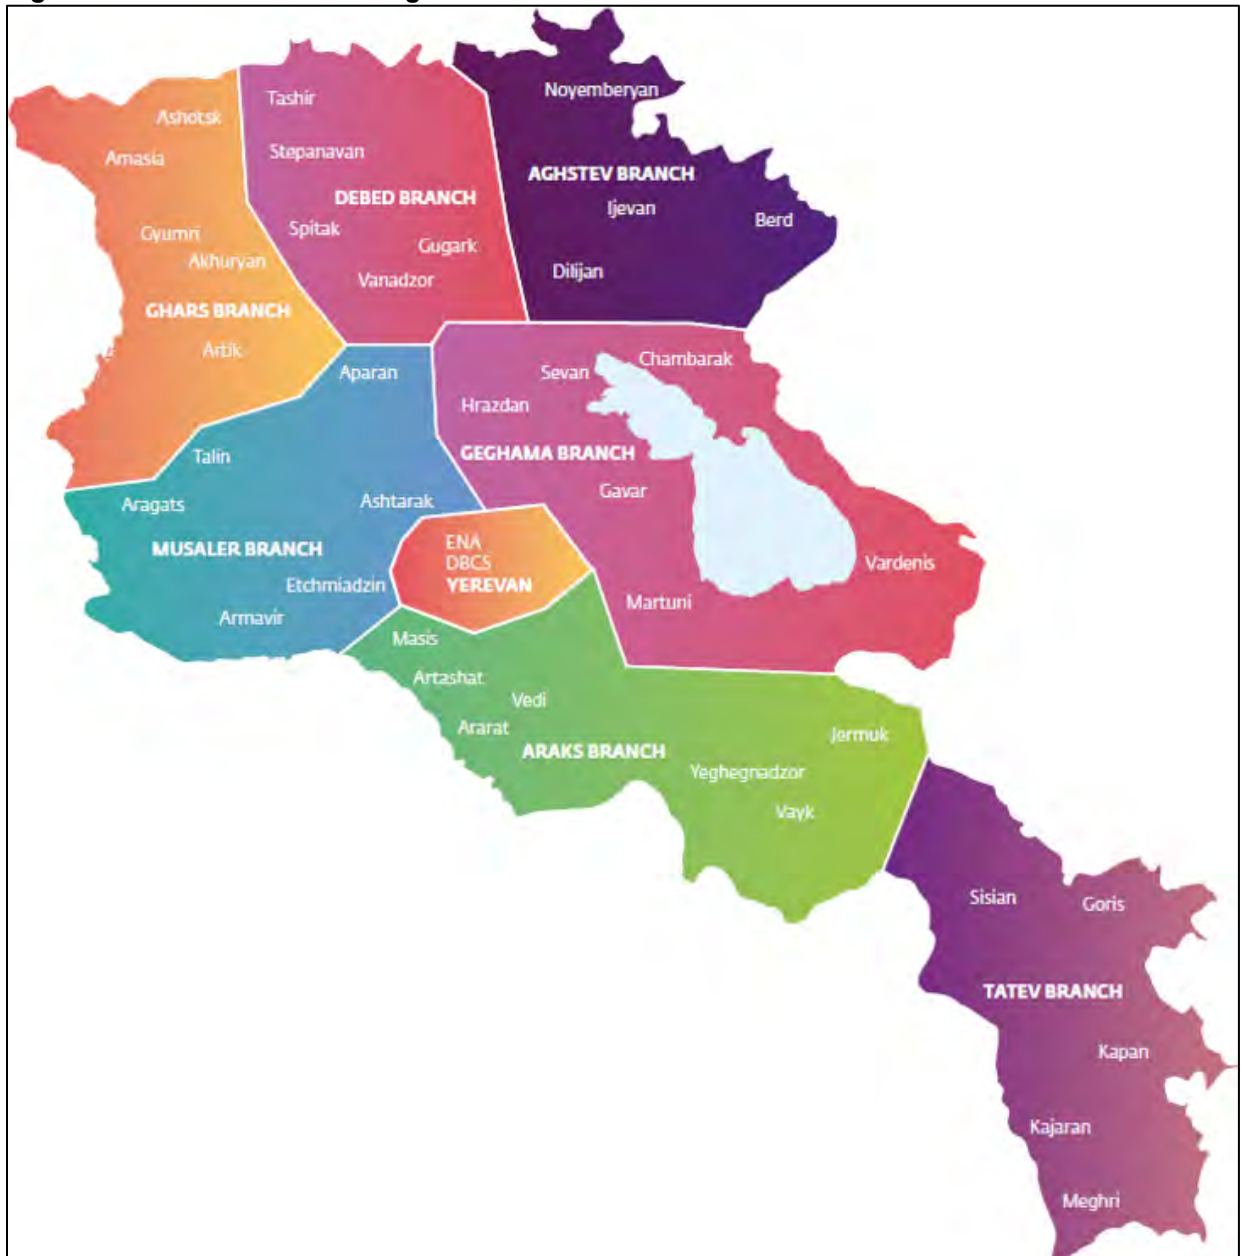 Noyemberyan
Tashir
Ashotsk
Stepanavan
Amasia
AGHSTEV BRANCH
DEBED BRANCH
Ijevan
Berd
Spitak
Gyumri
Gugark
Akhuryan
Dilijan
Vanadzor
GHARS BRANCH
Artik
Chambarak
Aparan
Sevan
Hrazdan
GEGHAMA BRANCH
Talin
Gavar
Aragats
Ashtarak
MUSALER BRANCH
ENA
DBCS
YEREVAN
Vardenis
Etchmiadzin
Martuni
Armavir
Masis
Artashat
Vedi
Ararat
Jermuk
ARAKS BRANCH
Yeghegnadzor
Vayk
Sisian
Goris
TATEV BRANCH
Kapan
Kajaran
Meghri